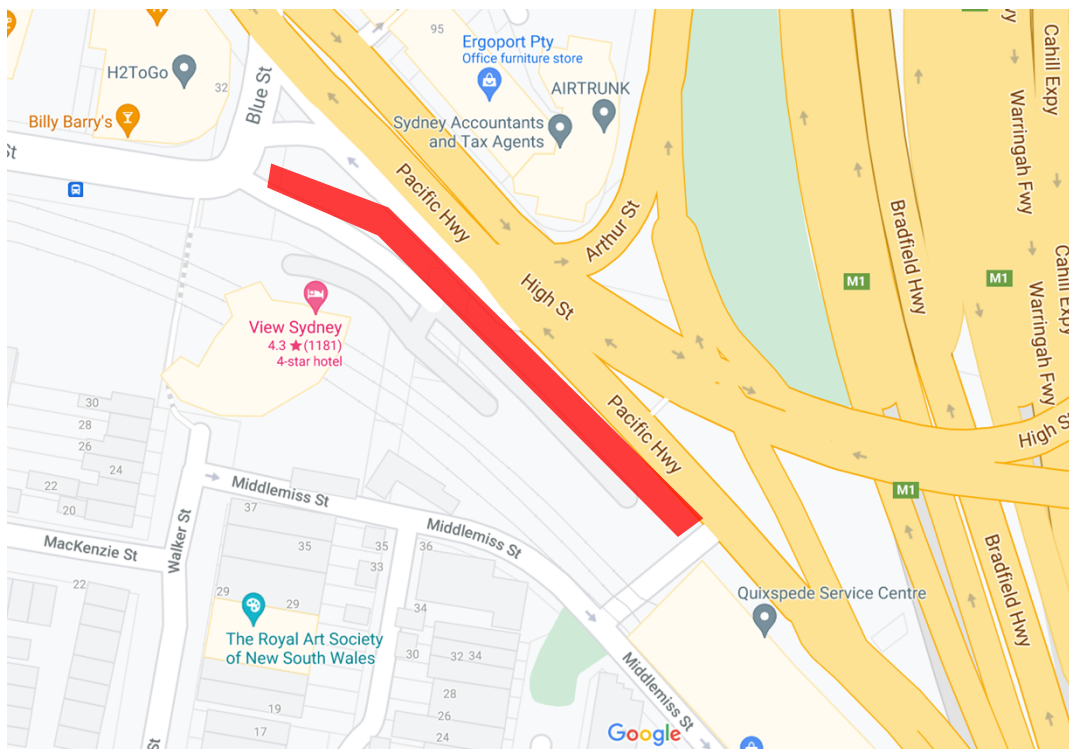 95
Ergoport Pty
Office furniture store
H2ToGo
32
Blue St
AIRTRUNK
Billy Barry's
Sydney Accountants
and Tax Agents
Cahill Expy
Warringah Fwy
St
Pacific Hwy
Arthur St
Bradfield Hwy
M1
M1
High St
Cahill Expy
Warringah Fwy
View Sydney
4.3 ★ (1181)
4-star hotel
30
28
26
24
22
20
Pacific Hwy
High St
M1
Middlemiss St
37
Middlemiss St
MacKenzie St
Walker St
35
35
36
33
22
29
29
34
Bradfield Hwy
Quixspede Service Centre
The Royal Art Society
of New South Wales
30
32 34
Middlemiss St
28
19
24
17
26
St
Google